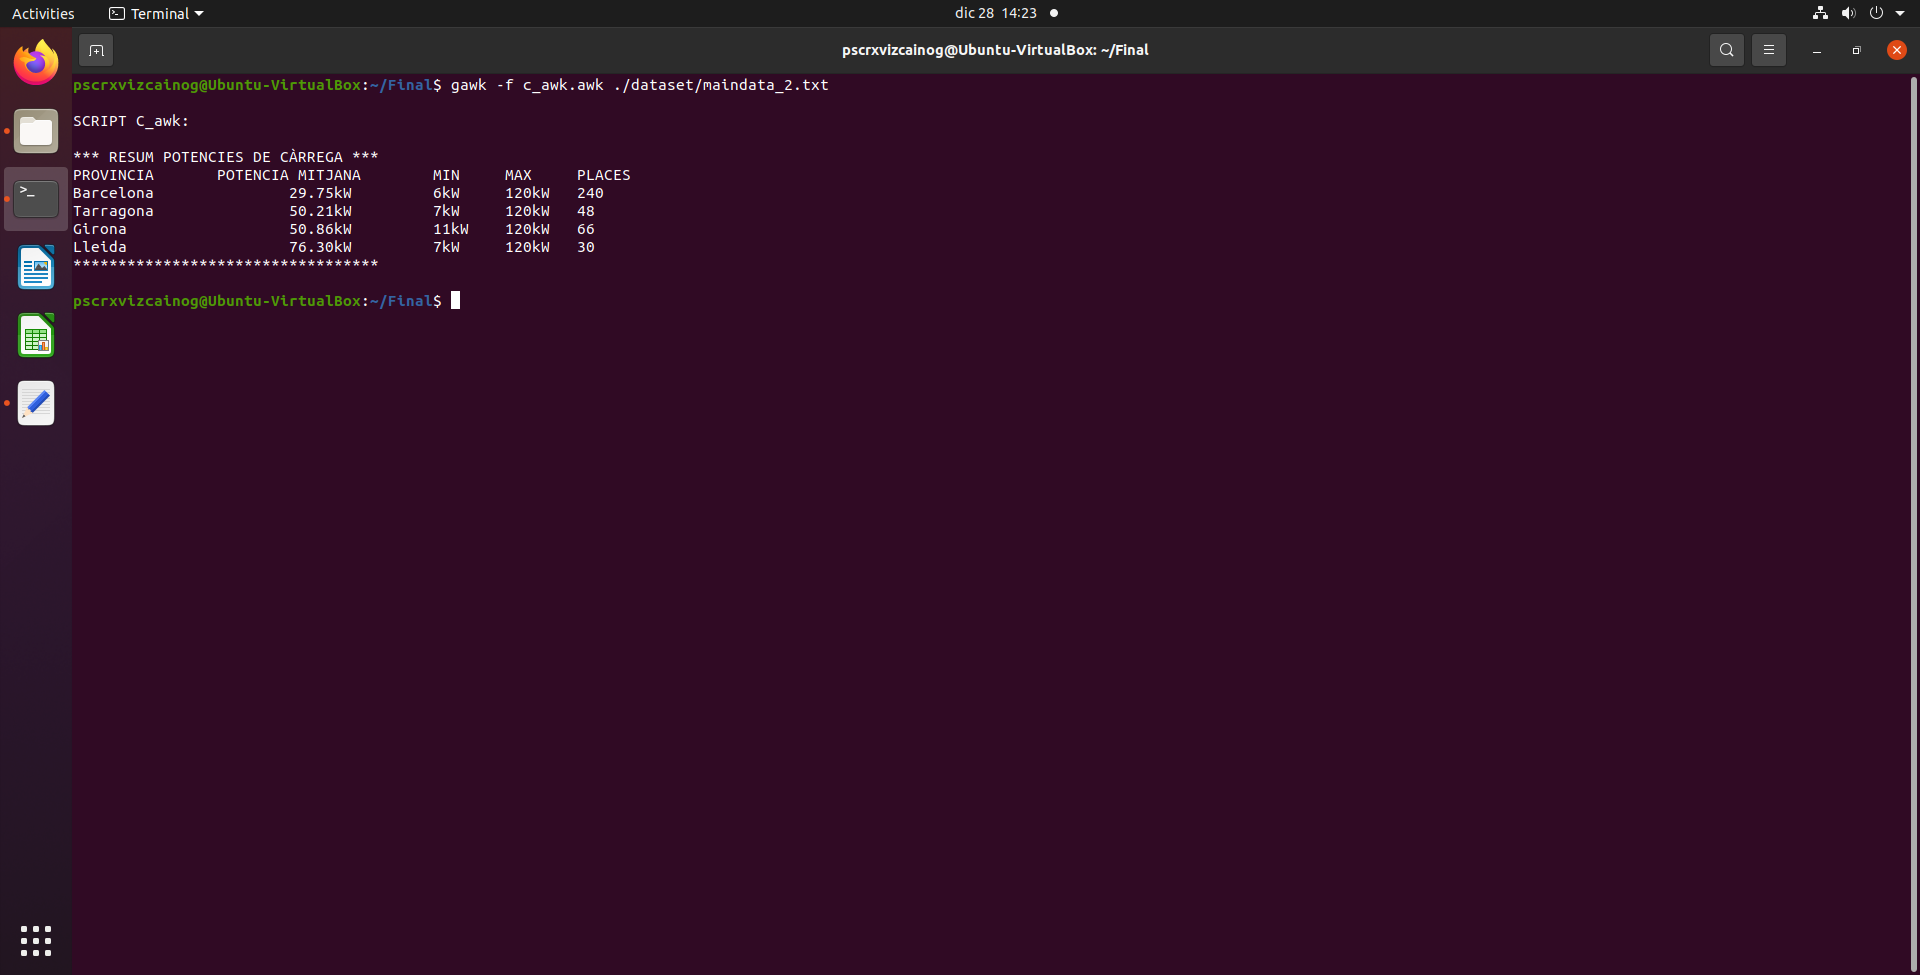 Activities Terminal dic 28 14:23
pscrxvizcainog@Ubuntu-VirtualBox: ~/Final
pscrxvizcainog@Ubuntu-VirtualBox:~/Final$ gawk -f c_awk.awk ./dataset/maindata_2.txt
SCRIPT C_awk:
*** RESUM POTENCIES DE CÀRREGA ***
PROVINCIA POTENCIA MITJANA MIN MAX PLACES
Barcelona 29.75kW 6kW 120kW 240
Tarragona 50.21kW 7kW 120kW 48
Girona 50.86kW 11kW 120kW 66
Lleida 76.30kW 7kW 120kW 30
**********************************
pscrxvizcainog@Ubuntu-VirtualBox:~/Final$